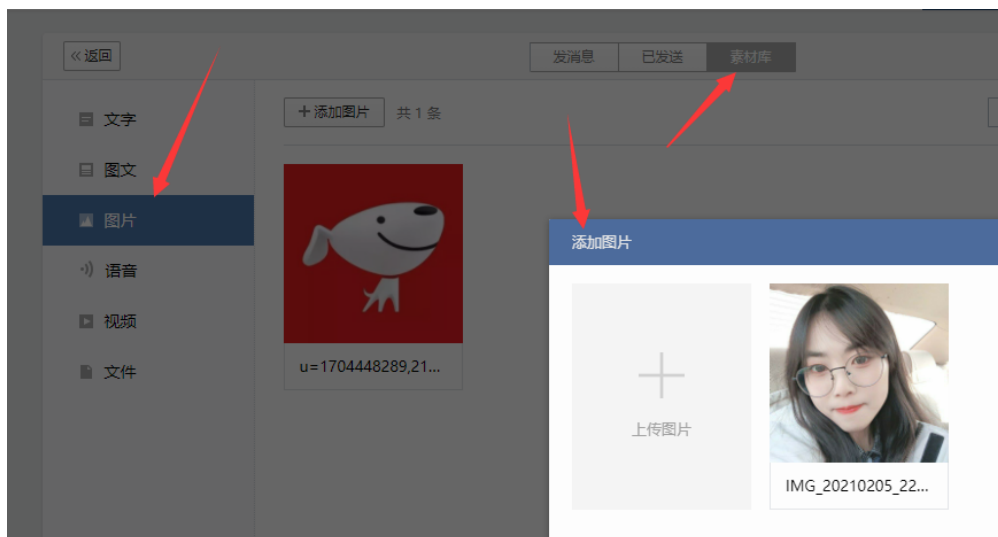 «返回
发消息
已发送
素材库
文字
图文
图片
语音
视频
文件
+添加图片
共1条
u=1704448289,21...
添加图片
上传图片
IMG_20210205_22...